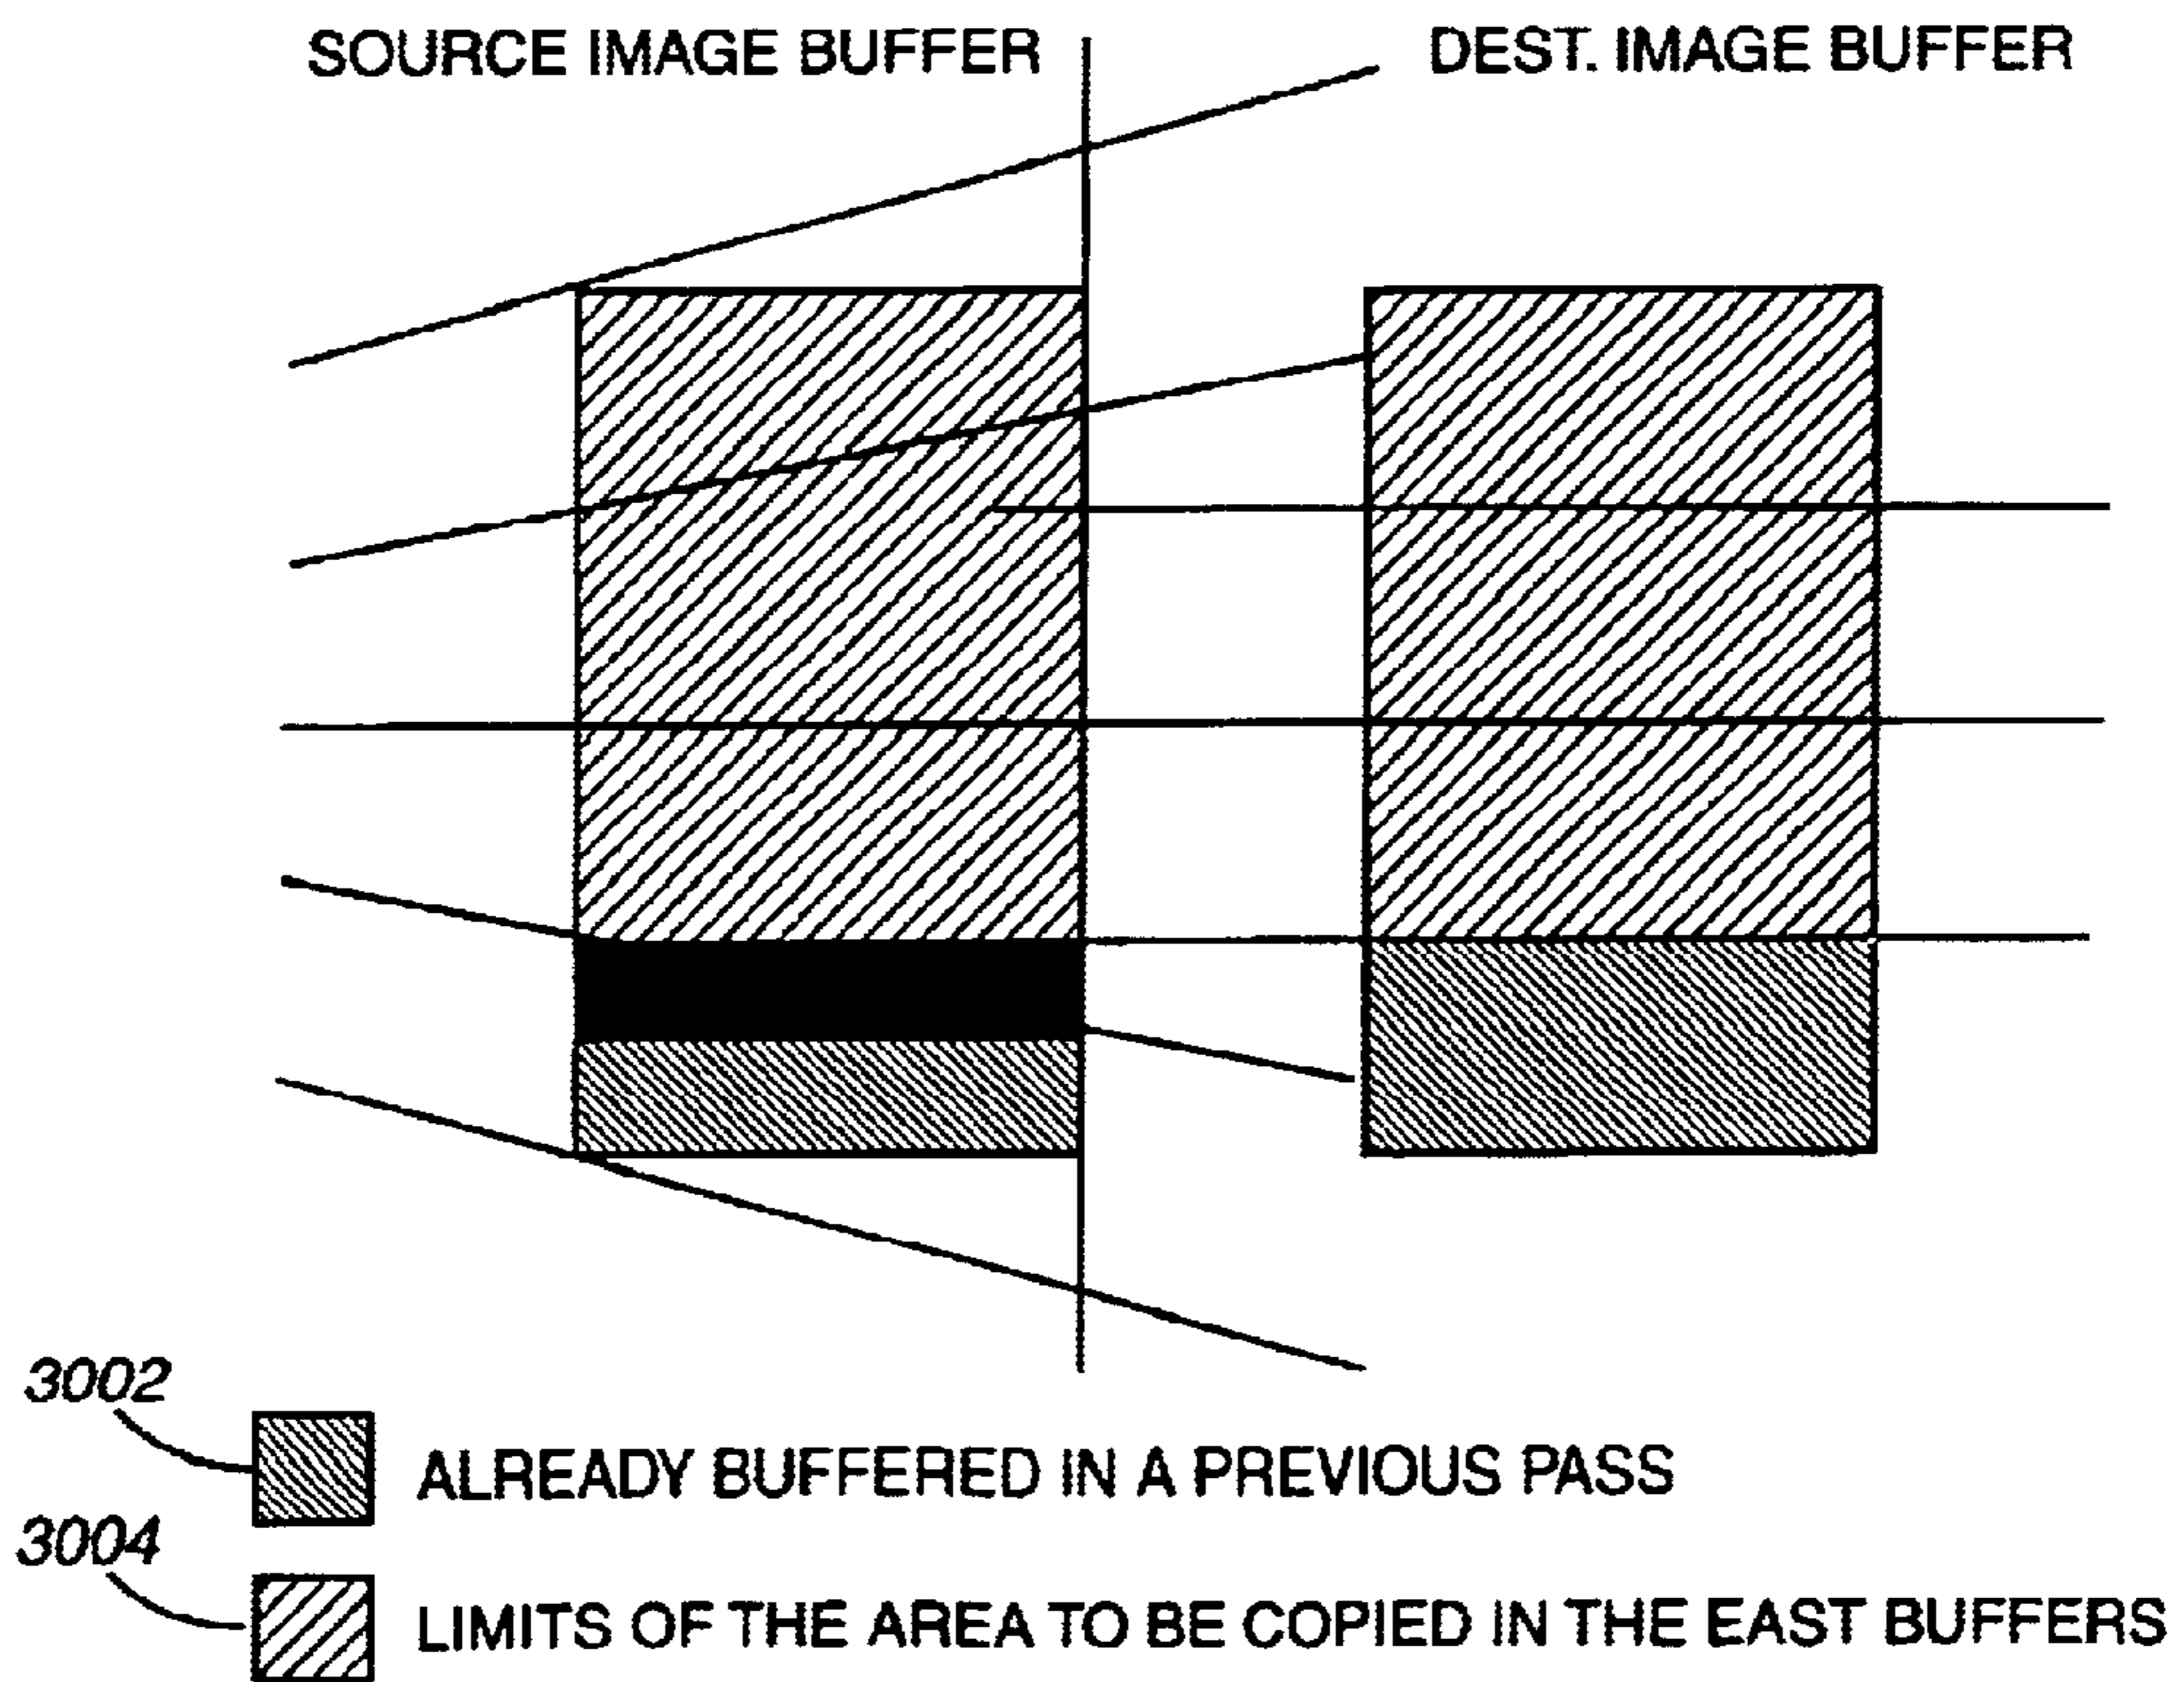 SOURCE IMAGE BUFFER
DEST. IMAGE BUFFER
3002
ALREADY BUFFERED IN A PREVIOUS PASS
3004
LIMITS OF THE AREA TO BE COPIED IN THE EAST BUFFERS